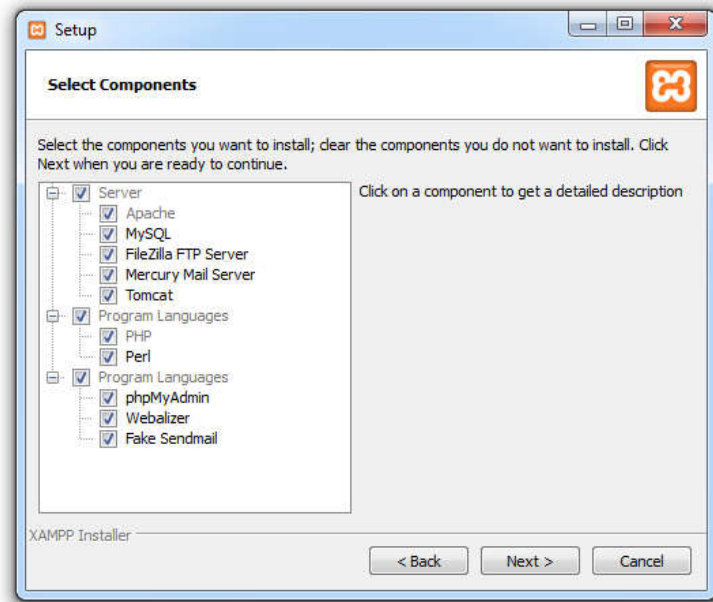 Setup
Select Components
Select the components you want to install; clear the components you do not want to install. Click
Next when you are ready to continue.
Server
Apache
MySQL
FileZilla FTP Server
Mercury Mail Server
Tomcat
Program Languages
PHP
Perl
Program Languages
phpMyAdmin
Webalizer
Fake Sendmail
Click on a component to get a detailed description
XAMPP Installer
< Back
Next >
Cancel